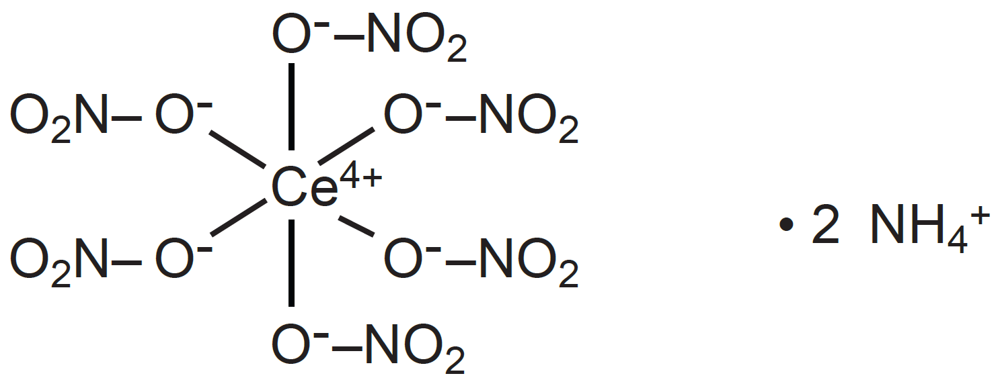 O⁻–NO₂
O₂N–O⁻ O⁻–NO₂
Ce⁴⁺
• 2 NH₄⁺
O₂N–O⁻ O⁻–NO₂
O⁻–NO₂